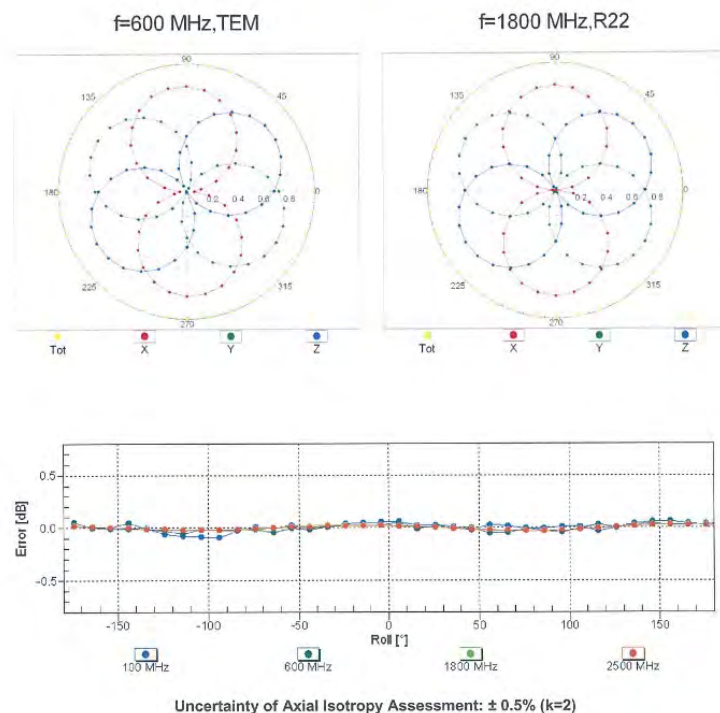 f=600 MHz,TEM
f=1800 MHz,R22
90
135
45
180
0.2 0.4 0.6 0.8
0
225
315
270
Tot
X
Y
Z
90
135
45
180
0.2 0.4 0.6 0.8
0
225
315
270
Tot
X
Y
Z
Error [dB]
0.5
0.0
-0.5
-150
-100
-50
0
50
100
150
Roll [°]
100 MHz
600 MHz
1800 MHz
2500 MHz
Uncertainty of Axial Isotropy Assessment: ± 0.5% (k=2)